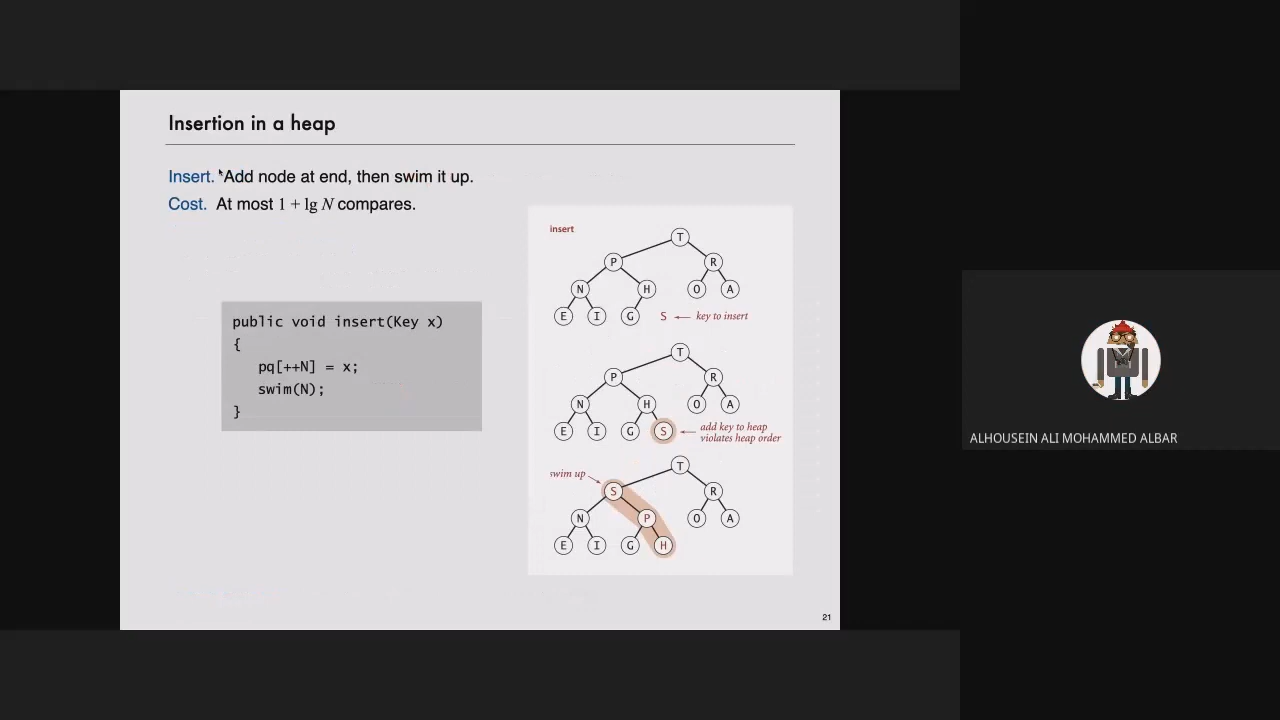 Insertion in a heap
Insert. Add node at end, then swim it up.
Cost. At most 1 + lg N compares.
public void insert(Key x)
{
pq[++N] = x;
swim(N);
}
insert
T
P R
N H O A
E I G S ← key to insert
T
P R
N H O A
E I G S ← add key to heap
violates heap order
T
swim up
S R
N P O A
E I G H
21
ALHOUSEIN ALI MOHAMMED ALBAR